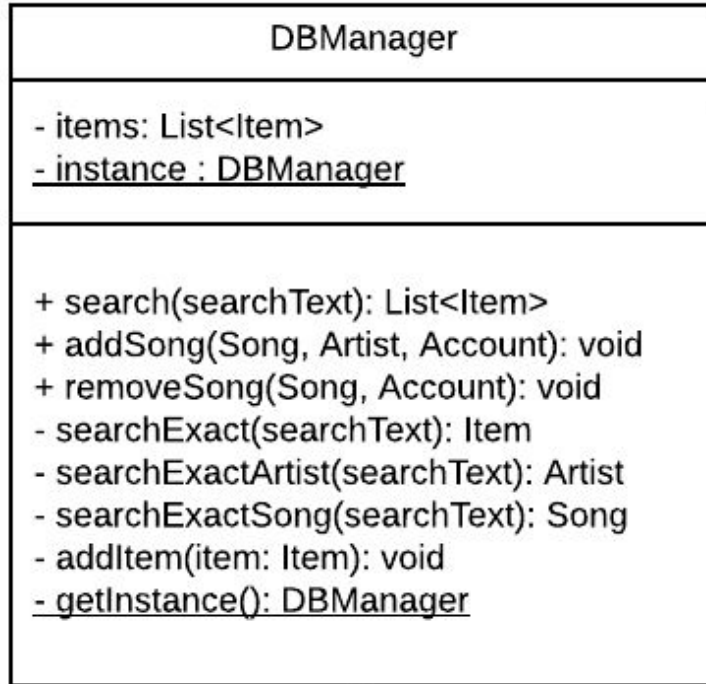 DBManager
- items: List<Item>
- instance : DBManager
+ search(searchText): List<Item>
+ addSong(Song, Artist, Account): void
+ removeSong(Song, Account): void
- searchExact(searchText): Item
- searchExactArtist(searchText): Artist
- searchExactSong(searchText): Song
- addItem(item: Item): void
- getInstance(): DBManager